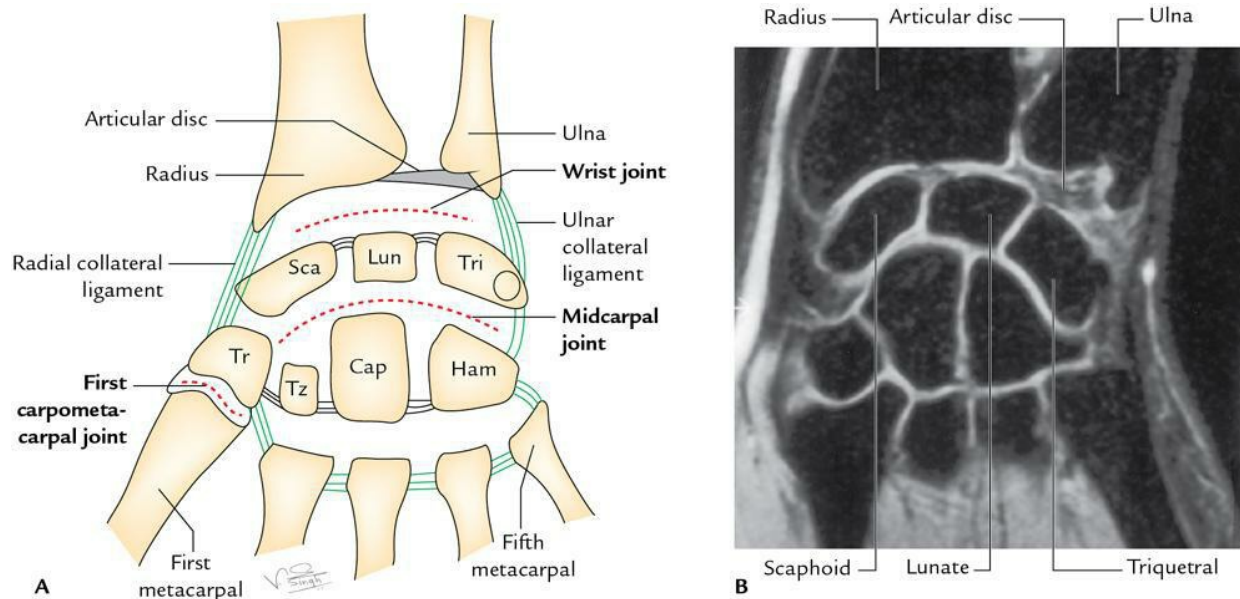 Articular disc
Radius
Radial collateral
ligament
First
carpometa-
carpal joint
First
metacarpal
Ulna
Wrist joint
Ulnar
collateral
ligament
Midcarpal
joint
Fifth
metacarpal
Sca
Lun
Tri
Tr
Tz
Cap
Ham
Singh
A
Radius
Articular disc
Ulna
Scaphoid
Lunate
Triquetral
B